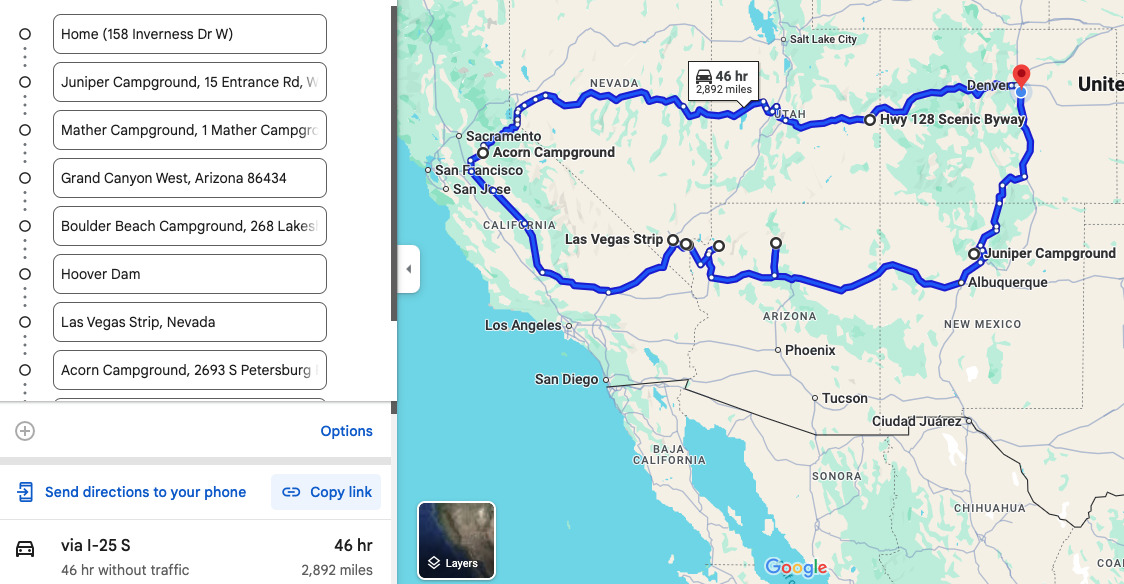 Home (158 Inverness Dr W)
Juniper Campground, 15 Entrance Rd, W
Mather Campground, 1 Mather Campgro
Grand Canyon West, Arizona 86434
Boulder Beach Campground, 268 Lakes
Hoover Dam
Las Vegas Strip, Nevada
Acorn Campground, 2693 S Petersburg
Options
Send directions to your phone
Copy link
via I-25 S
46 hr
46 hr without traffic
2,892 miles
Salt Lake City
46 hr
2,892 miles
NEVADA
Denver
Unite
UTAH
Hwy 128 Scenic Byway
Sacramento
Acorn Campground
San Francisco
San Jose
CALIFORNIA
Las Vegas Strip
Juniper Campground
Albuquerque
Los Angeles
ARIZONA
NEW MEXICO
Phoenix
San Diego
Tucson
Ciudad Juárez
BAJA
CALIFORNIA
SONORA
CHIHUAHUA
COA
Layers
Google